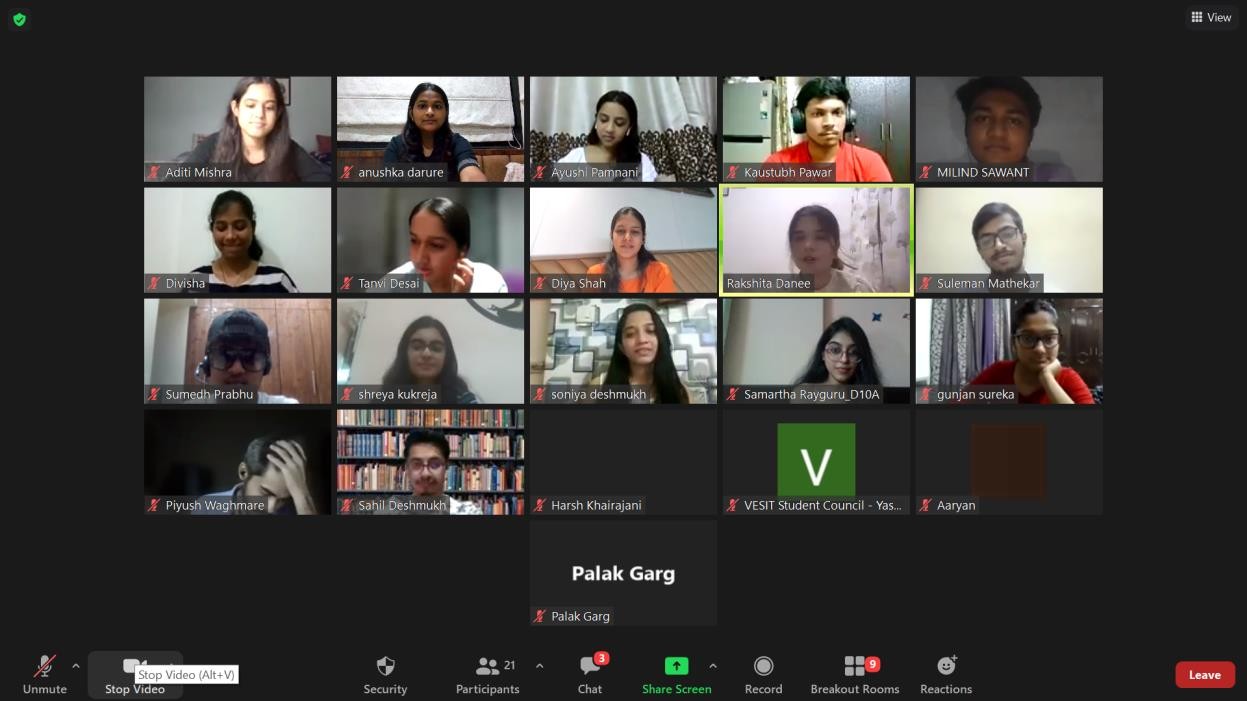 View
Aditi Mishra
anushka darure
Ayushi Pamnani
Kaustubh Pawar
MILIND SAWANT
Divisha
Tanvi Desai
Diya Shah
Rakshita Danee
Suleman Mathekar
Sumedh Prabhu
shreya kukreja
soniya deshmukh
Samartha Rayguru_D10A
gunjan sureka
Piyush Waghmare
Sahil Deshmukh
Harsh Khairajani
V
VESIT Student Council - Yas...
Aaryan
Palak Garg
Palak Garg
Stop Video (Alt+V)
21
3
9
Unmute
Stop Video
Security
Participants
Chat
Share Screen
Record
Breakout Rooms
Reactions
Leave